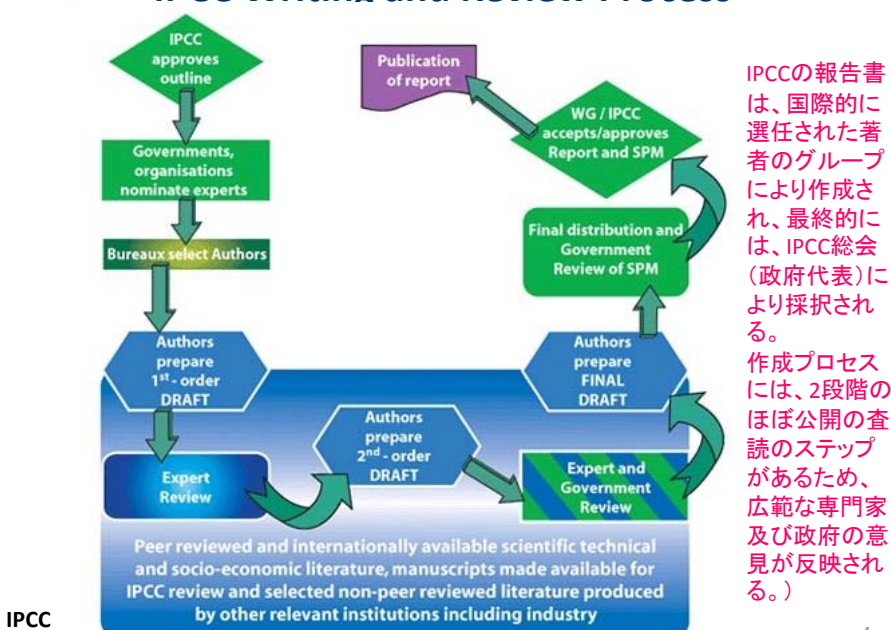 IPCC
approves
outline
Governments,
organisations
nominate experts
Bureaux select Authors
Authors
prepare
1st - order
DRAFT
Expert
Review
Authors
prepare
2nd - order
DRAFT
Expert and
Government
Review
Authors
prepare
FINAL
DRAFT
Final distribution and
Government
Review of SPM
WG / IPCC
accepts/approves
Report and SPM
Publication
of report
Peer reviewed and internationally available scientific technical
and socio-economic literature, manuscripts made available for
IPCC review and selected non-peer reviewed literature produced
by other relevant institutions including industry
IPCCの報告書
は、国際的に
選任された著
者のグループ
により作成さ
れ、最終的に
は、IPCC総会
（政府代表）に
より採択され
る。
作成プロセス
には、2段階の
ほぼ公開の査
読のステップ
があるため、
広範な専門家
及び政府の意
見が反映され
る。）
IPCC